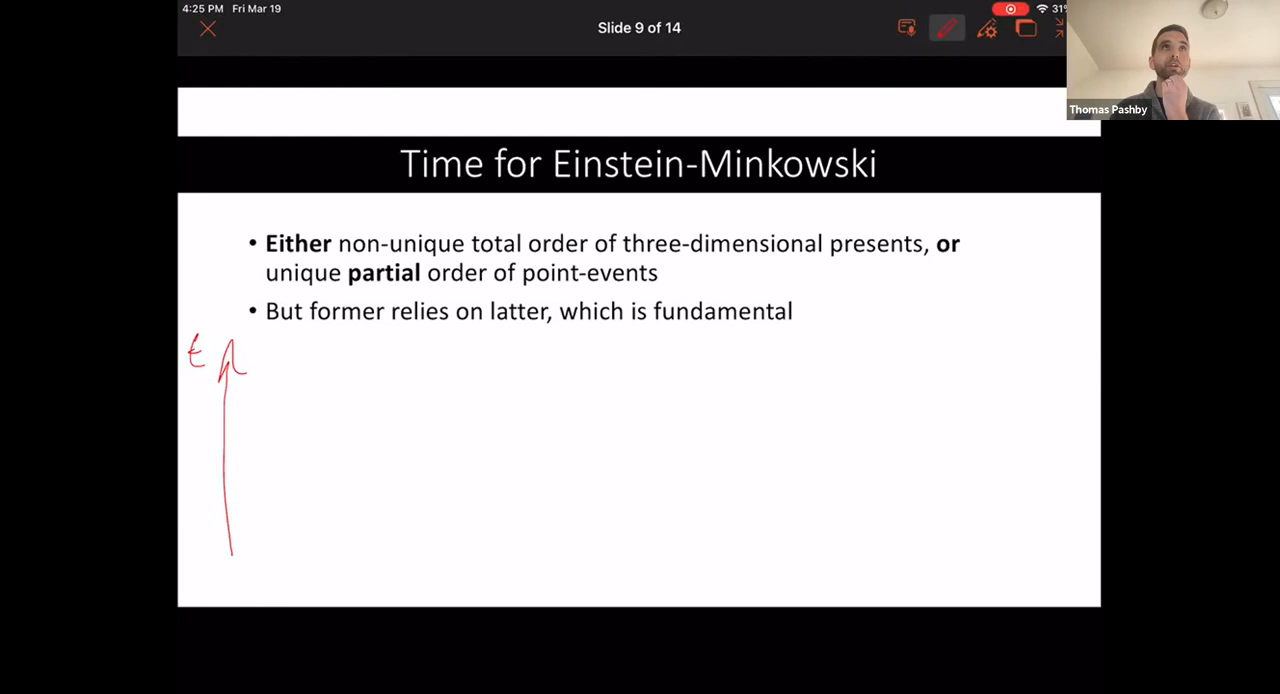 4:25 PM Fri Mar 19
31%
Slide 9 of 14
Thomas Pashby
Time for Einstein-Minkowski
• Either non-unique total order of three-dimensional presents, or
unique partial order of point-events
• But former relies on latter, which is fundamental
t